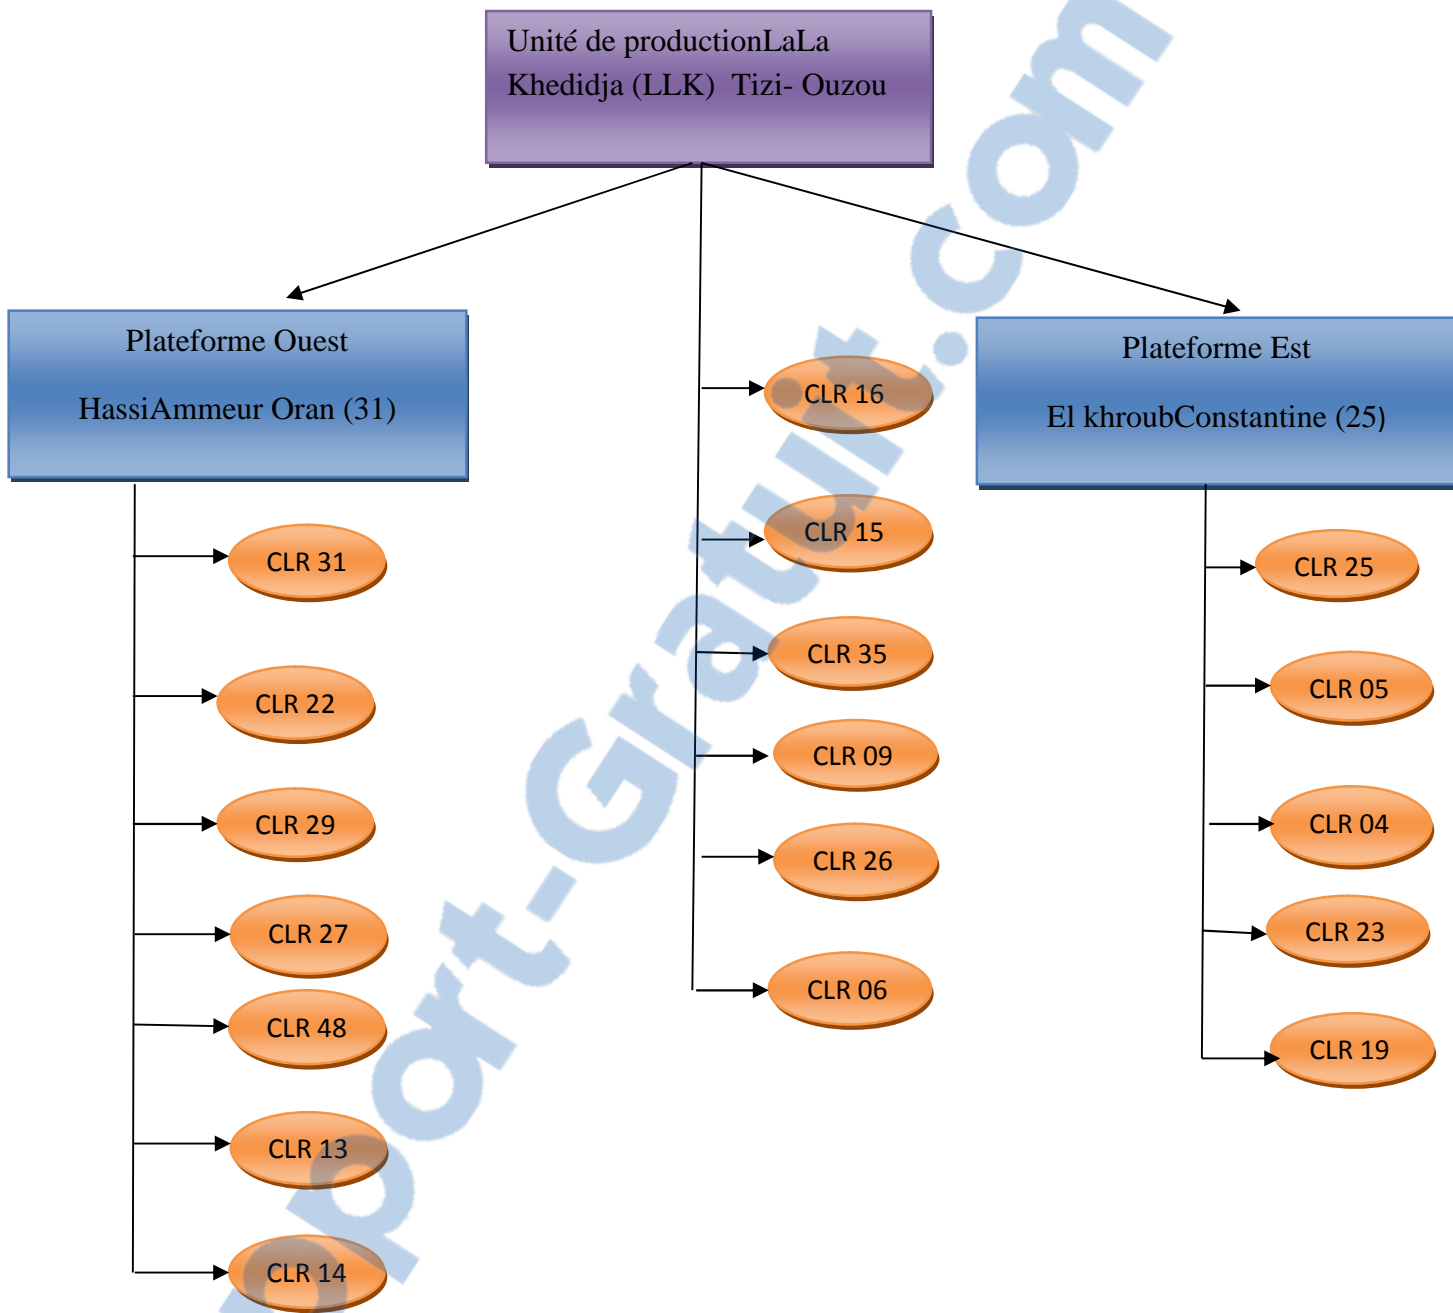 Unité de productionLaLa
Khedidja (LLK) Tizi- Ouzou
Plateforme Ouest
HassiAmmeur Oran (31)
CLR 31
CLR 22
CLR 29
CLR 27
CLR 48
CLR 13
CLR 14
CLR 16
CLR 15
CLR 35
CLR 09
CLR 26
CLR 06
Plateforme Est
El khroubConstantine (25)
CLR 25
CLR 05
CLR 04
CLR 23
CLR 19
pport-Gratuit.com